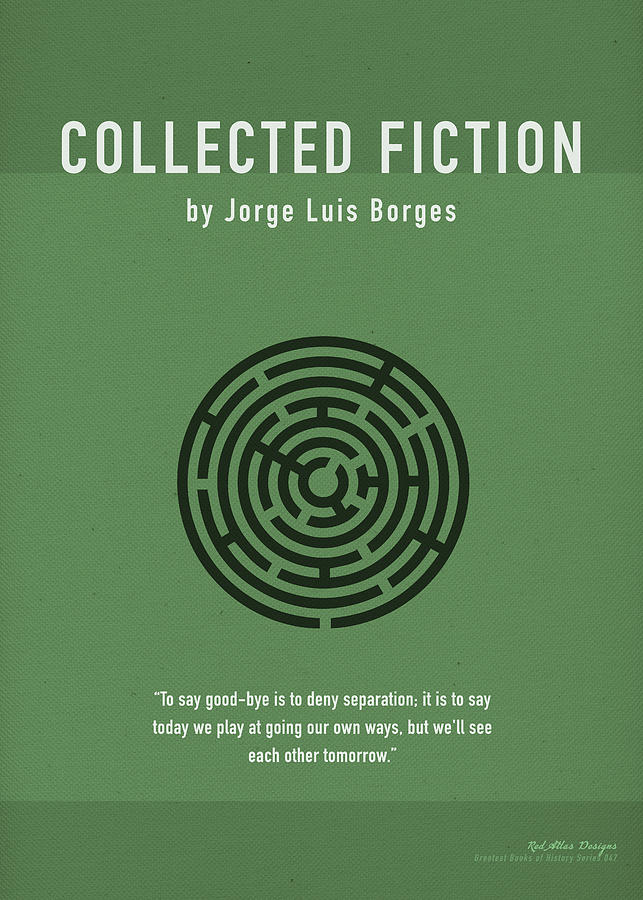 COLLECTED FICTION
by Jorge Luis Borges
“To say good-bye is to deny separation; it is to say
today we play at going our own ways, but we'll see
each other tomorrow.”
Red Atlas Designs
Greatest Books of History Series 047